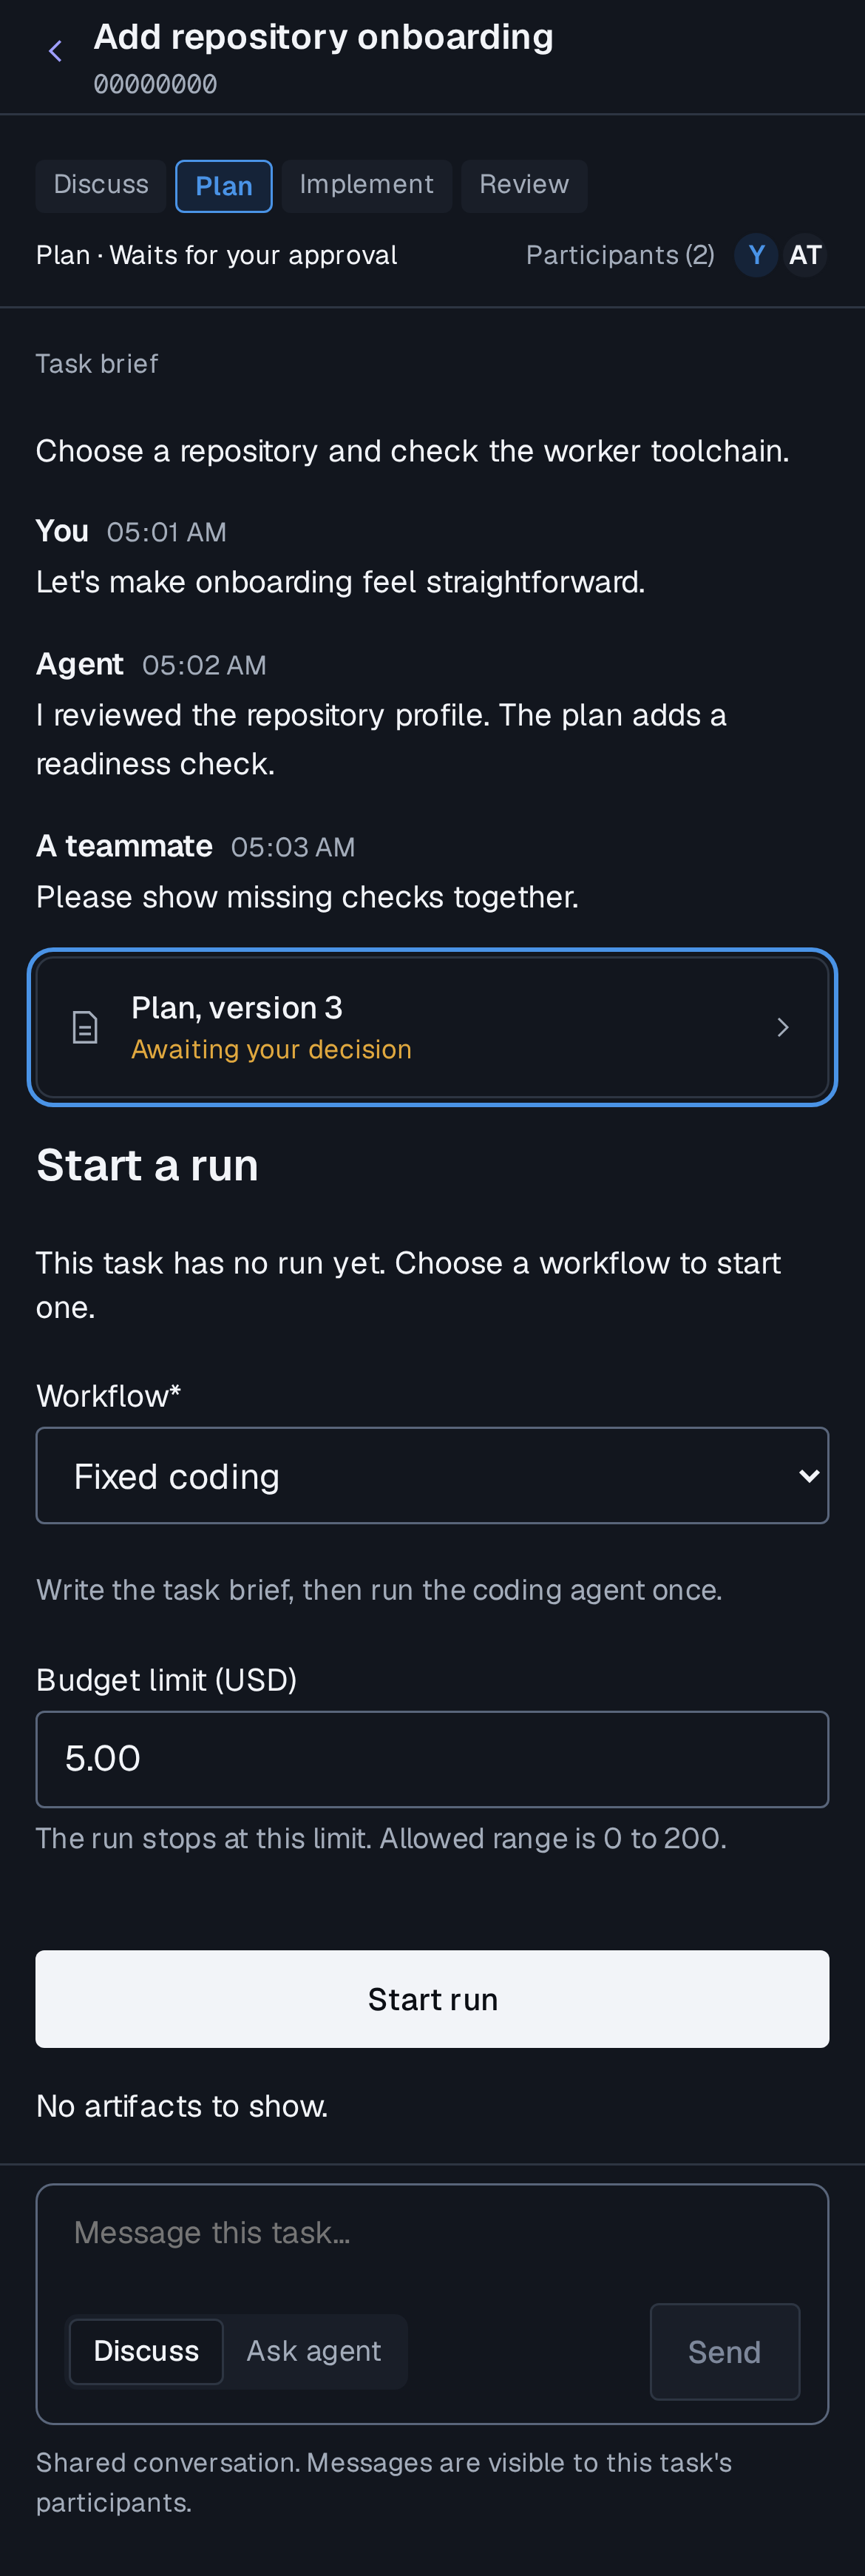 Add repository onboarding
00000000
Discuss
Plan
Implement
Review
Plan · Waits for your approval
Participants (2)
Y
AT
Task brief
Choose a repository and check the worker toolchain.
You 05:01 AM
Let's make onboarding feel straightforward.
Agent 05:02 AM
I reviewed the repository profile. The plan adds a
readiness check.
A teammate 05:03 AM
Please show missing checks together.
Plan, version 3
Awaiting your decision
Start a run
This task has no run yet. Choose a workflow to start
one.
Workflow*
Fixed coding
Write the task brief, then run the coding agent once.
Budget limit (USD)
5.00
The run stops at this limit. Allowed range is 0 to 200.
Start run
No artifacts to show.
Message this task...
Discuss
Ask agent
Send
Shared conversation. Messages are visible to this task's
participants.